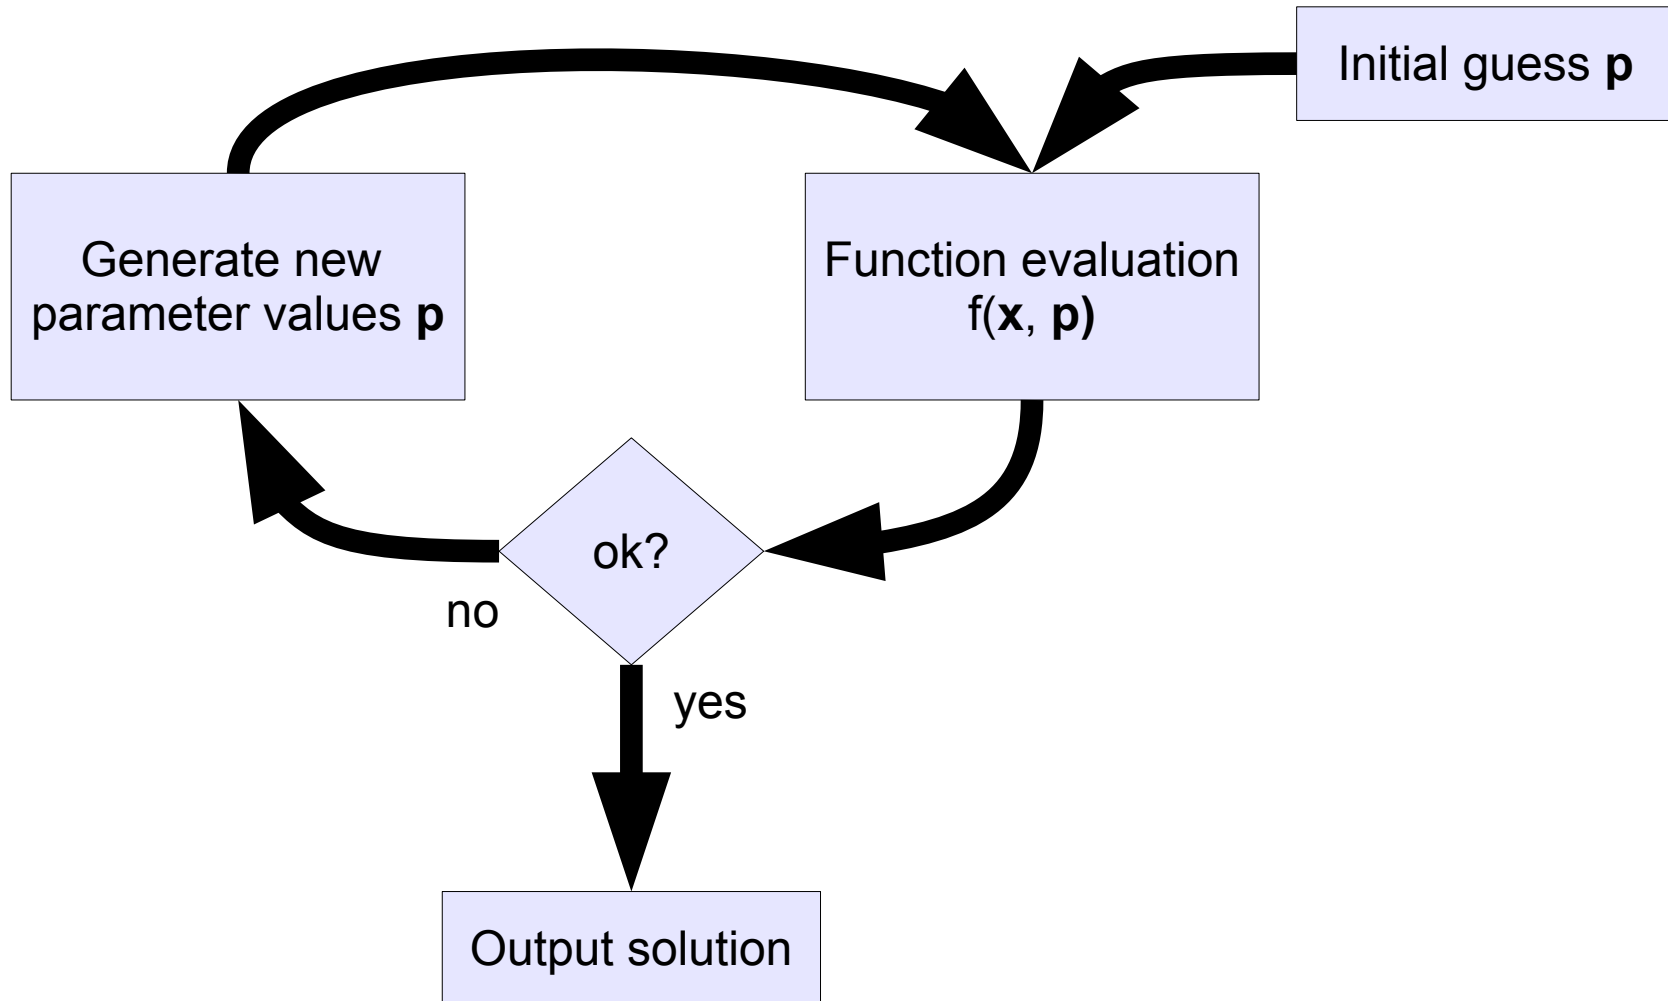 Initial guess p
Generate new
parameter values p
Function evaluation
f(x, p)
ok?
no
yes
Output solution